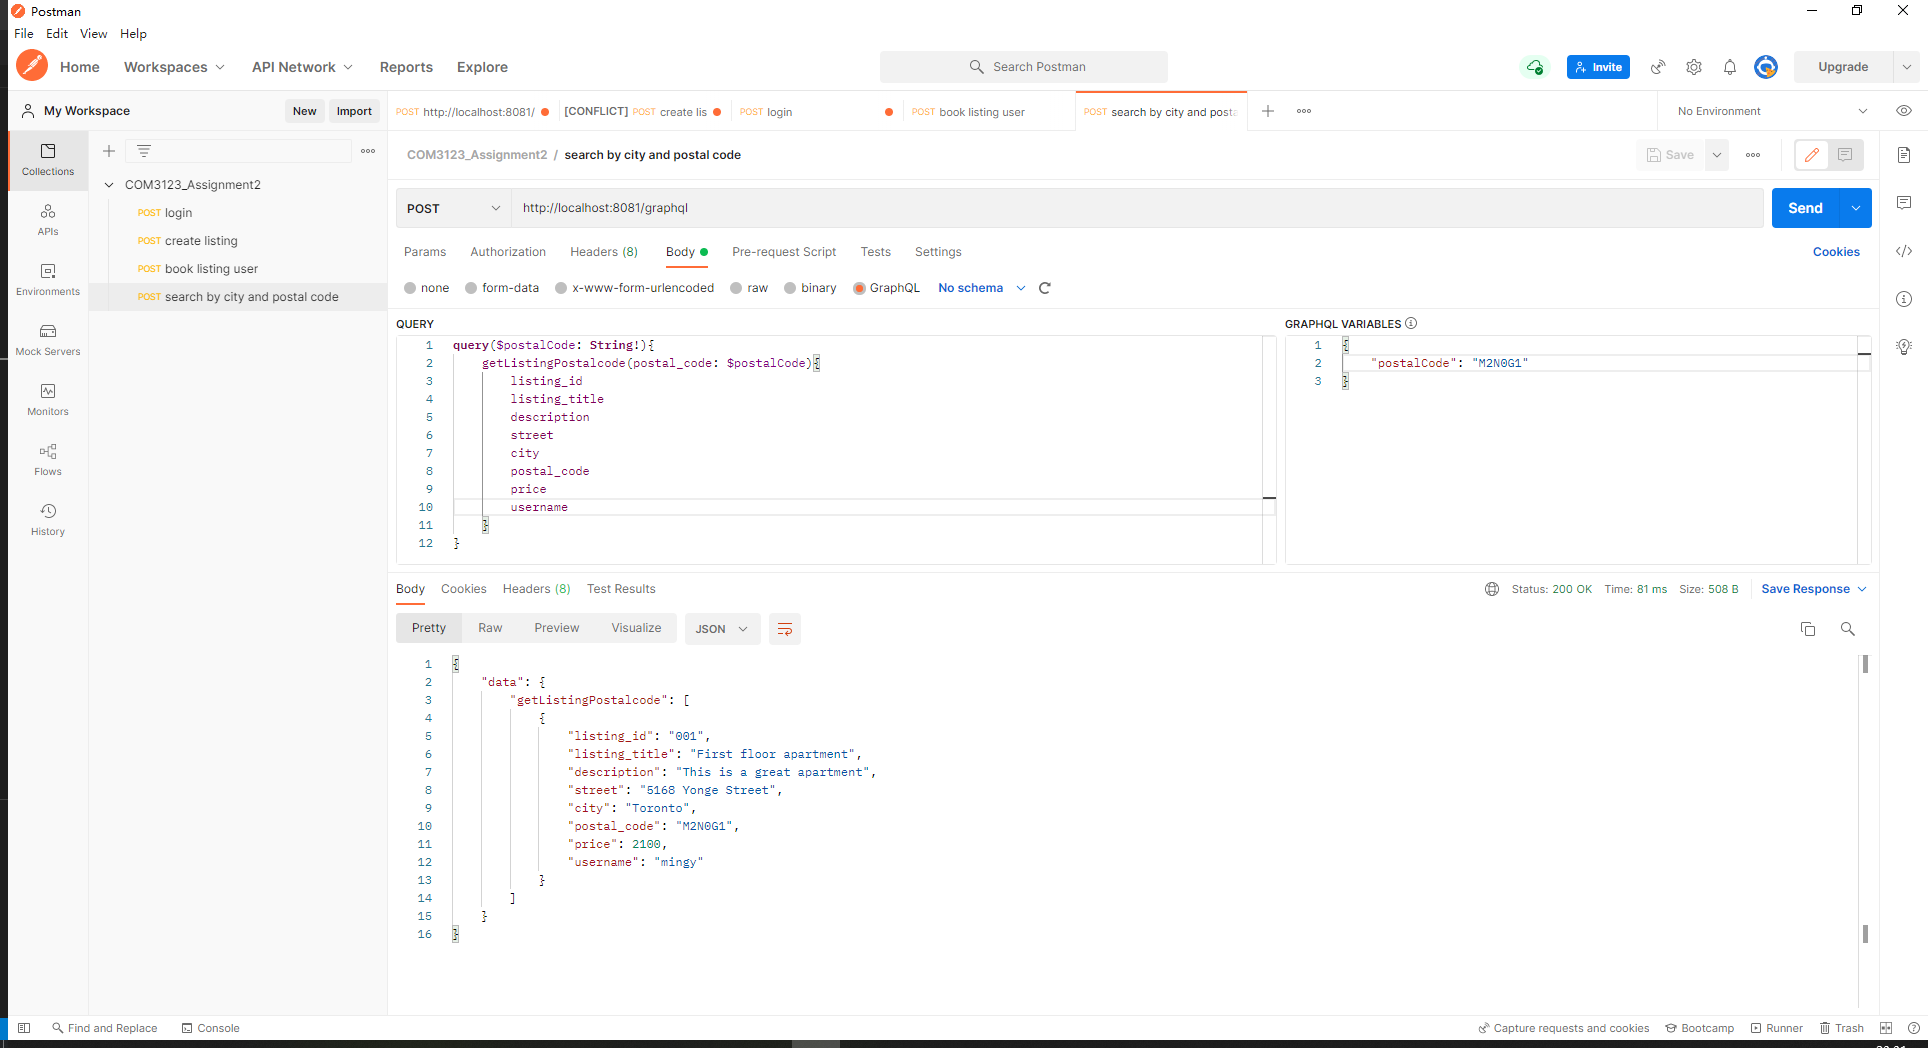 Postman
File Edit View Help
Home Workspaces API Network Reports Explore Search Postman Invite Upgrade
My Workspace New Import POST http://localhost:8081/ [CONFLICT] POST create lis POST login POST book listing user POST search by city and posta No Environment
COM3123_Assignment2 / search by city and postal code Save
Collections
APIs
Environments
Mock Servers
Monitors
Flows
History
COM3123_Assignment2
POST login
POST create listing
POST book listing user
POST search by city and postal code
POST http://localhost:8081/graphql Send
Params Authorization Headers (8) Body Pre-request Script Tests Settings Cookies
none form-data x-www-form-urlencoded raw binary GraphQL No schema
QUERY
1 query($postalCode: String!){
2 getListingPostalcode(postal_code: $postalCode){
3 listing_id
4 listing_title
5 description
6 street
7 city
8 postal_code
9 price
10 username
11 }
12 }
GRAPHQL VARIABLES
1 {
2 "postalCode": "M2N0G1"
3 }
Body Cookies Headers (8) Test Results Status: 200 OK Time: 81 ms Size: 508 B Save Response
Pretty Raw Preview Visualize JSON
1 {
2 "data": {
3 "getListingPostalcode": [
4 {
5 "listing_id": "001",
6 "listing_title": "First floor apartment",
7 "description": "This is a great apartment",
8 "street": "5168 Yonge Street",
9 "city": "Toronto",
10 "postal_code": "M2N0G1",
11 "price": 2100,
12 "username": "mingy"
13 }
14 ]
15 }
16 }
Find and Replace Console Capture requests and cookies Bootcamp Runner Trash